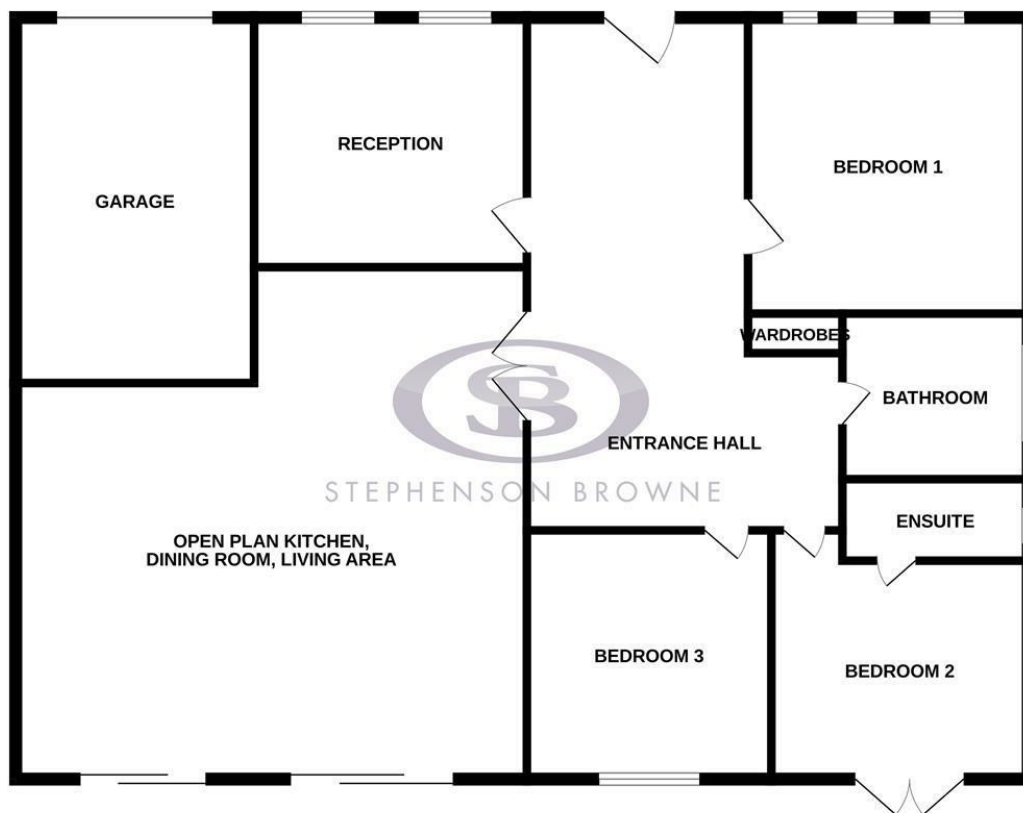 RECEPTION
GARAGE
BEDROOM 1
WARDROBES
BATHROOM
SB
ENTRANCE HALL
STEPHENSON BROWNE
ENSUITE
OPEN PLAN KITCHEN,
DINING ROOM, LIVING AREA
BEDROOM 3
BEDROOM 2